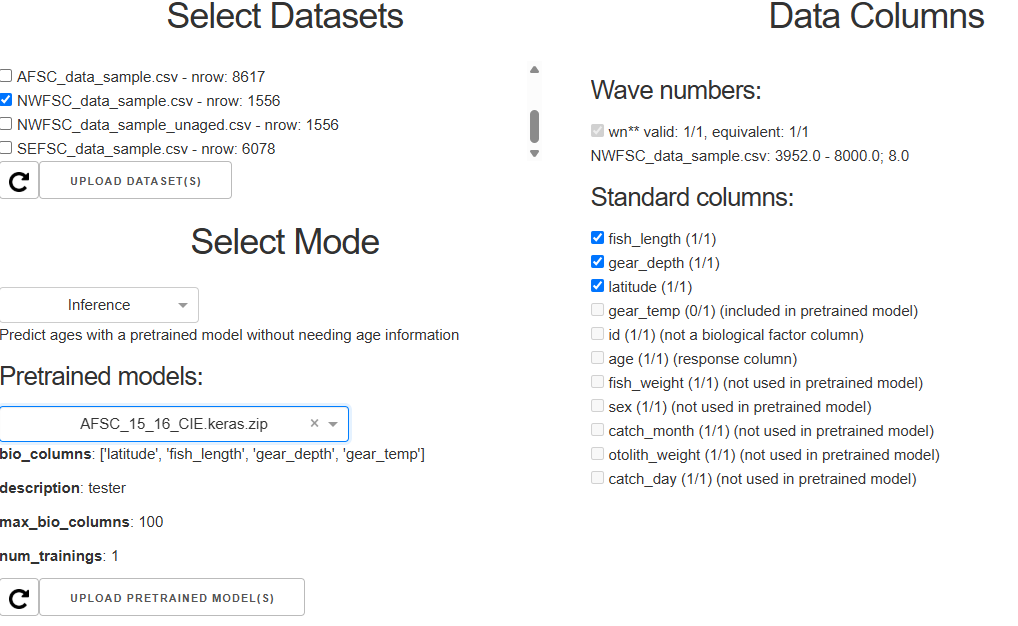 Select Datasets
AFSC_data_sample.csv - nrow: 8617
NWFSC_data_sample.csv - nrow: 1556
NWFSC_data_sample_unaged.csv - nrow: 1556
SEFSC_data_sample.csv - nrow: 6078
UPLOAD DATASET(S)
Select Mode
Inference
Predict ages with a pretrained model without needing age information
Pretrained models:
AFSC_15_16_CIE.keras.zip ×
bio_columns: ['latitude', 'fish_length', 'gear_depth', 'gear_temp']
description: tester
max_bio_columns: 100
num_trainings: 1
UPLOAD PRETRAINED MODEL(S)
Data Columns
Wave numbers:
wn** valid: 1/1, equivalent: 1/1
NWFSC_data_sample.csv: 3952.0 - 8000.0; 8.0
Standard columns:
fish_length (1/1)
gear_depth (1/1)
latitude (1/1)
gear_temp (0/1) (included in pretrained model)
id (1/1) (not a biological factor column)
age (1/1) (response column)
fish_weight (1/1) (not used in pretrained model)
sex (1/1) (not used in pretrained model)
catch_month (1/1) (not used in pretrained model)
otolith_weight (1/1) (not used in pretrained model)
catch_day (1/1) (not used in pretrained model)